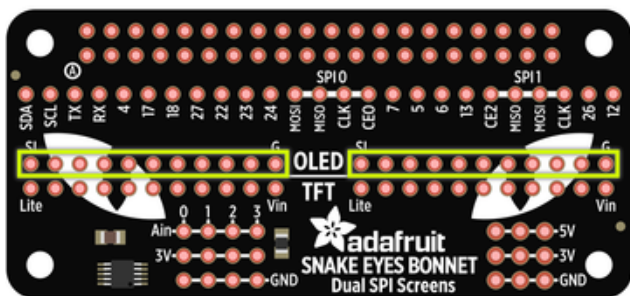 A
SPI0
SPI1
SDA SCL TX RX 4 17 18 27 22 23 24 MOSI MISO CLK CE0 7 5 6 13 CE2 MISO MOSI CLK 26 12
G
G
OLED
TFT
Lite
Vin
Lite
Vin
0 1 2 3
Ain
3V
GND
adafruit
SNAKE EYES BONNET
Dual SPI Screens
5V
3V
GND